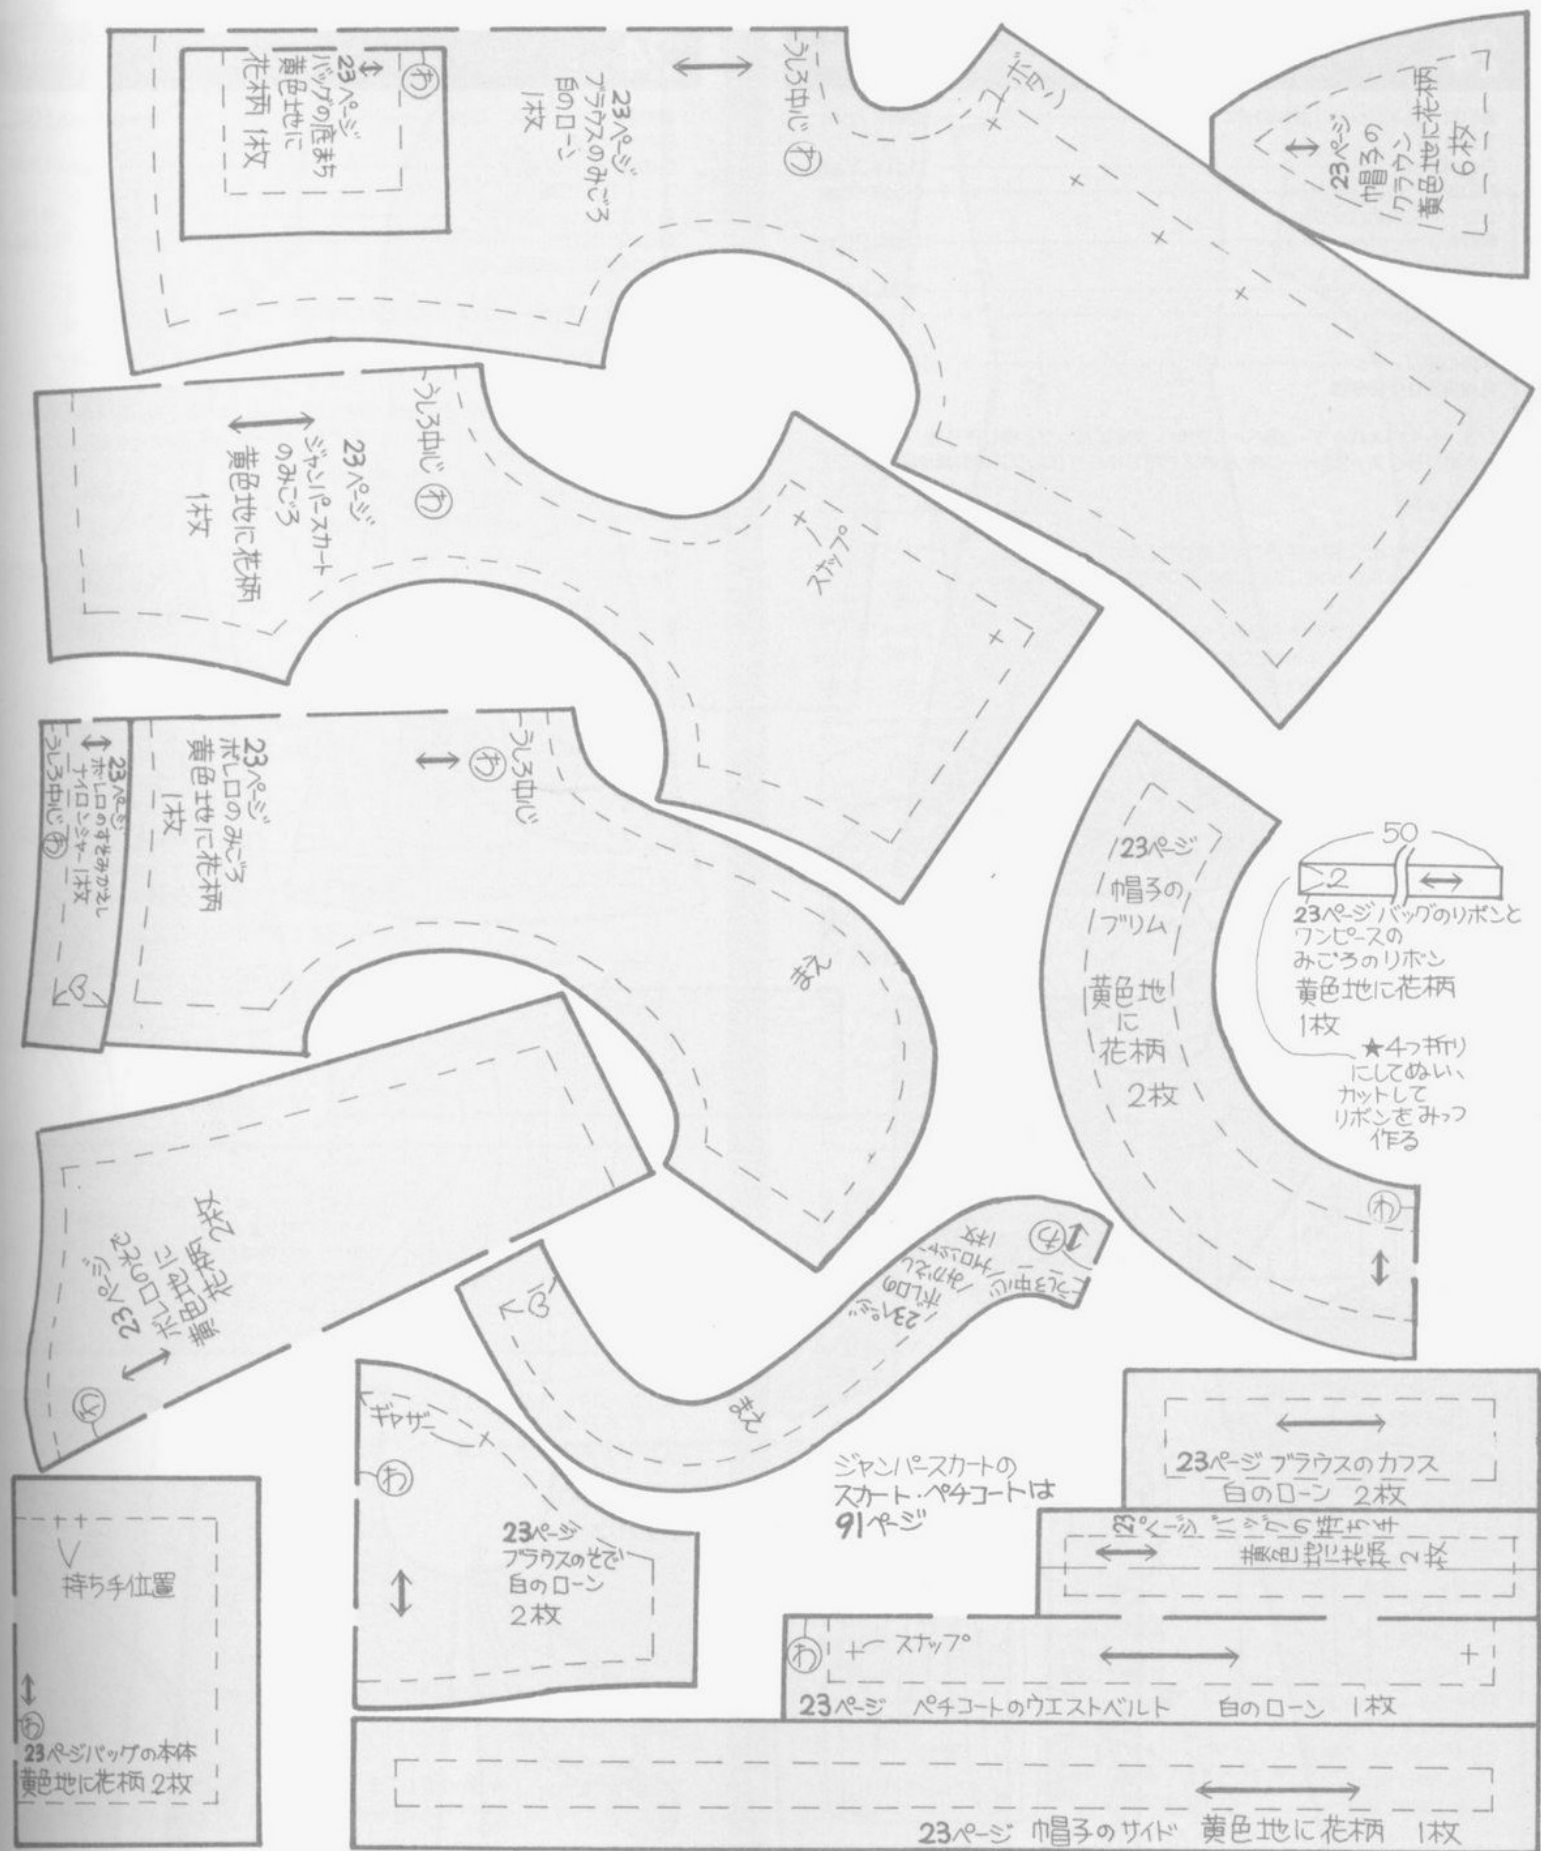 わ
23ページ
バッグの底まち
黄色地に
花柄 1枚
23ページ
ブラウスのみごろ
白のローン
1枚
うしろ中心 わ
ボタン
23ページ
帽子の
クラウン
黄色地に花柄
6枚
23ページ
ジャンパースカート
のみごろ
黄色地に花柄
1枚
うしろ中心 わ
スナップ
23ページ
ボレロのすそみかえし
ナイロンシャー 1枚
うしろ中心 わ
B
23ページ
ボレロのみごろ
黄色地に花柄
1枚
うしろ中心
わ
まえ
23ページ
帽子の
ブリム
黄色地
に
花柄
2枚
わ
50
2
23ページ バッグのリボンと
ワンピースの
みごろのリボン
黄色地に花柄
1枚
★4つ折り
にしてぬい、
カットして
リボンをみっつ
作る
23ページ
ボレロのそで
黄色地に
花柄 2枚
わ
23ページ
ボレロの
みかえし
ナイロンシャー
1枚
うしろ中心
わ
まえ
B
ギャザー
わ
23ページ
ブラウスのそで
白のローン
2枚
ジャンパースカートの
スカート・ペチコートは
91ページ
23ページ ブラウスのカフス
白のローン 2枚
23ページ バッグの持ち手
黄色地に花柄 2枚
わ
スナップ
23ページ ペチコートのウエストベルト 白のローン 1枚
持ち手位置
わ
23ページ バッグの本体
黄色地に花柄 2枚
23ページ 帽子のサイド 黄色地に花柄 1枚